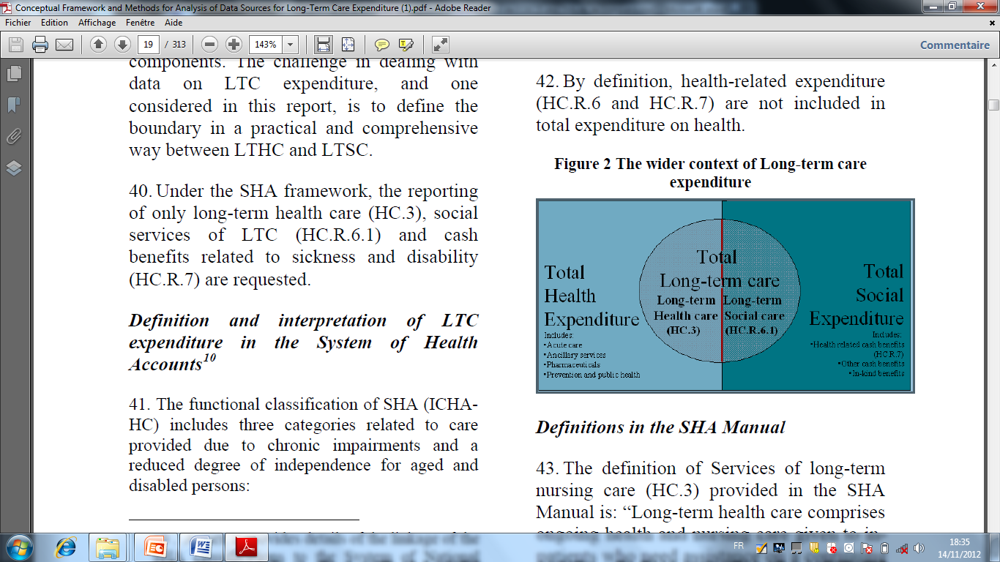 Conceptual Framework and Methods for Analysis of Data Sources for Long-Term Care Expenditure (1).pdf - Adobe Reader
Fichier Edition Affichage Fenêtre Aide
19 / 313 143% Commentaire
components. The challenge in dealing with
data on LTC expenditure, and one
considered in this report, is to define the
boundary in a practical and comprehensive
way between LTHC and LTSC.
40. Under the SHA framework, the reporting
of only long-term health care (HC.3), social
services of LTC (HC.R.6.1) and cash
benefits related to sickness and disability
(HC.R.7) are requested.
Definition and interpretation of LTC
expenditure in the System of Health
Accounts10
41. The functional classification of SHA (ICHA-
HC) includes three categories related to care
provided due to chronic impairments and a
reduced degree of independence for aged and
disabled persons:
42. By definition, health-related expenditure
(HC.R.6 and HC.R.7) are not included in
total expenditure on health.
Figure 2 The wider context of Long-term care
expenditure
Total
Health
Expenditure
Includes:
•Acute care
•Ancillary services
•Pharmaceuticals
•Prevention and public health
Total
Long-term care
Long-term
Health care
(HC.3)
Long-term
Social care
(HC.R.6.1)
Total
Social
Expenditure
Includes:
•Health related cash benefits
(HC.R.7)
•Other cash benefits
•In-kind benefits
Definitions in the SHA Manual
43. The definition of Services of long-term
nursing care (HC.3) provided in the SHA
Manual is: “Long-term health care comprises
ongoing health and nursing care given to in-
FR
18:35
14/11/2012